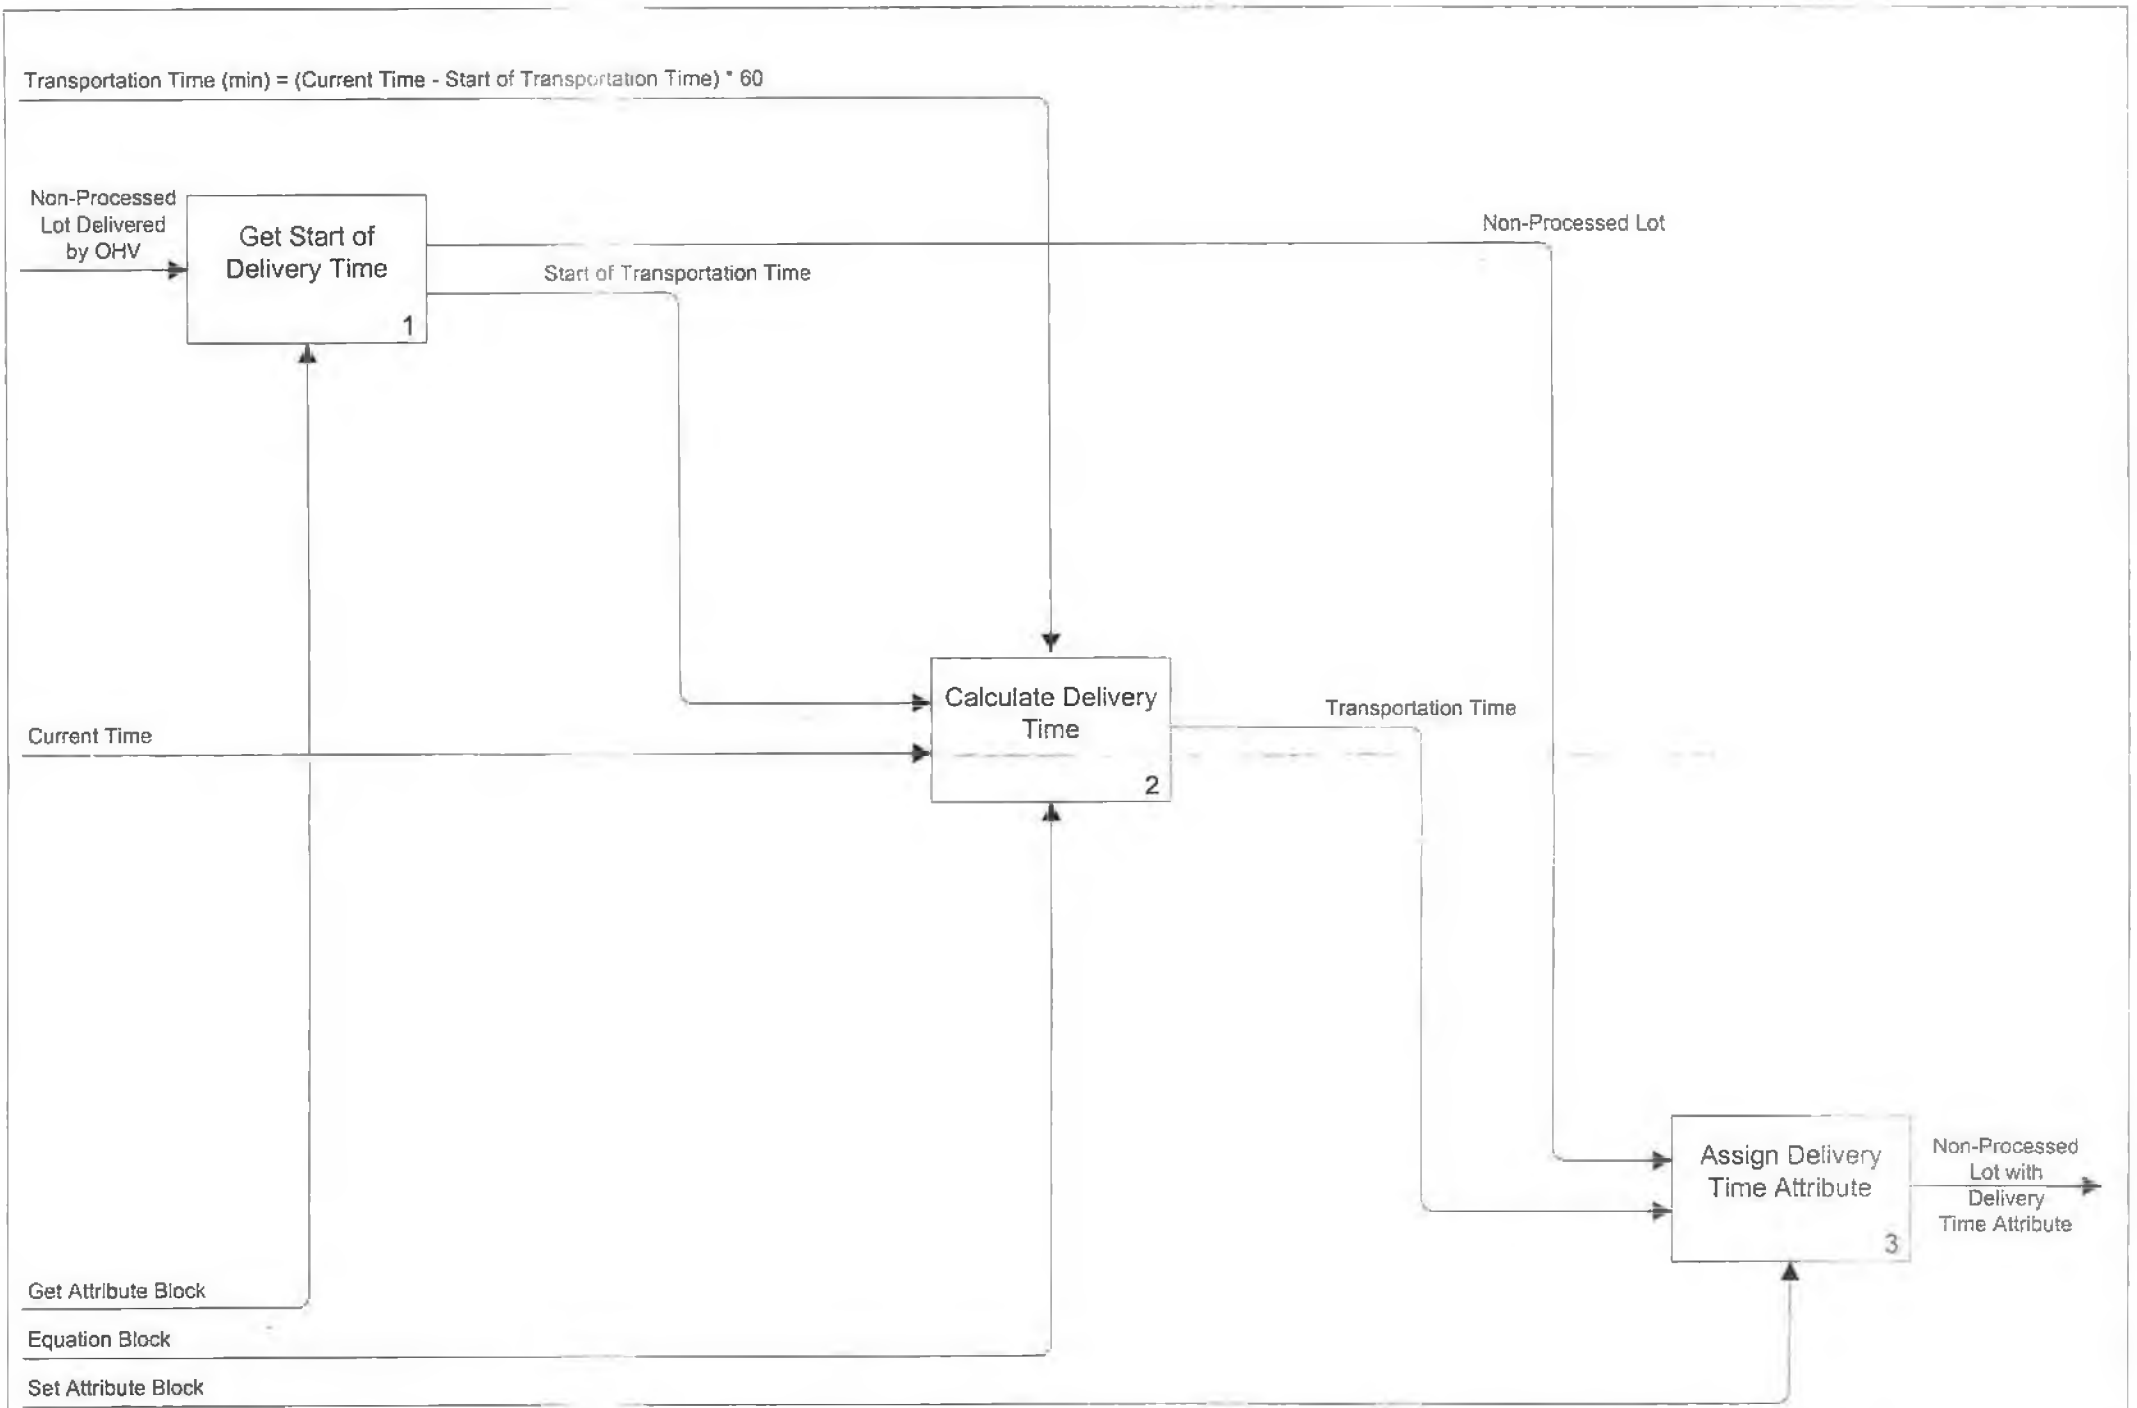 Transportation Time (min) = (Current Time - Start of Transportation Time) * 60
Non-Processed
Lot Delivered
by OHV
Get Start of
Delivery Time
1
Non-Processed Lot
Start of Transportation Time
Calculate Delivery
Time
2
Transportation Time
Current Time
Assign Delivery
Time Attribute
3
Non-Processed
Lot with
Delivery
Time Attribute
Get Attribute Block
Equation Block
Set Attribute Block